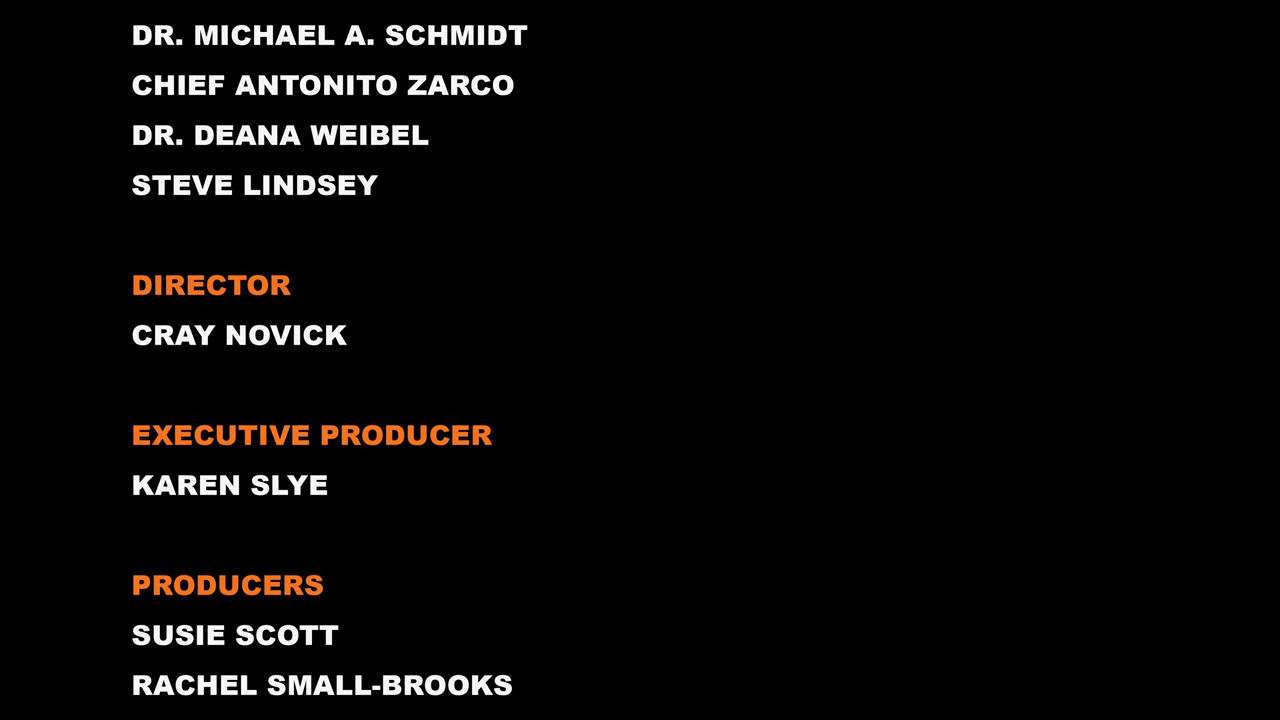 DR. MICHAEL A. SCHMIDT
CHIEF ANTONITO ZARCO
DR. DEANA WEIBEL
STEVE LINDSEY
DIRECTOR
CRAY NOVICK
EXECUTIVE PRODUCER
KAREN SLYE
PRODUCERS
SUSIE SCOTT
RACHEL SMALL-BROOKS